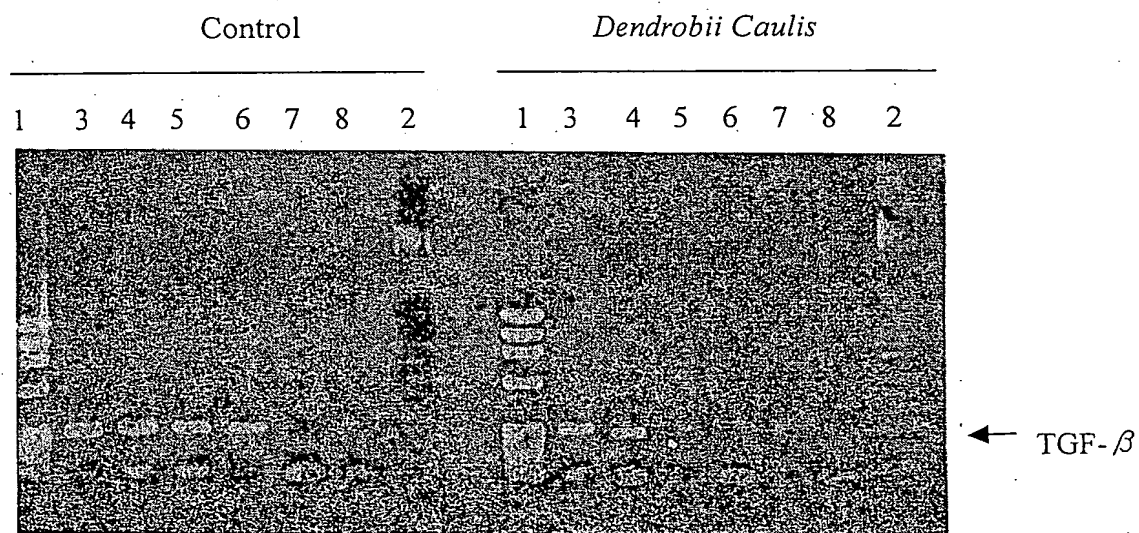 Control Dendrobii Caulis
1 3 4 5 6 7 8 2 1 3 4 5 6 7 8 2
TGF-β